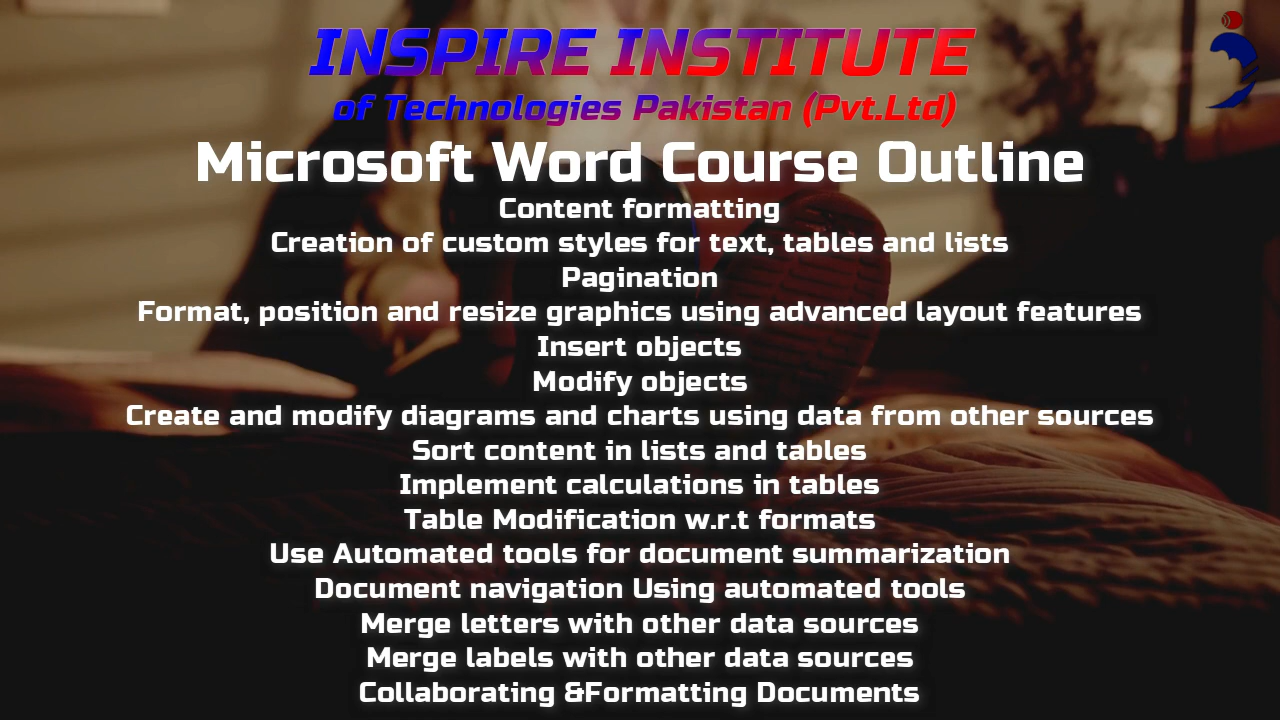 INSPIRE INSTITUTE
of Technologies Pakistan (Pvt.Ltd)
Microsoft Word Course Outline
Content formatting
Creation of custom styles for text, tables and lists
Pagination
Format, position and resize graphics using advanced layout features
Insert objects
Modify objects
Create and modify diagrams and charts using data from other sources
Sort content in lists and tables
Implement calculations in tables
Table Modification w.r.t formats
Use Automated tools for document summarization
Document navigation Using automated tools
Merge letters with other data sources
Merge labels with other data sources
Collaborating &Formatting Documents